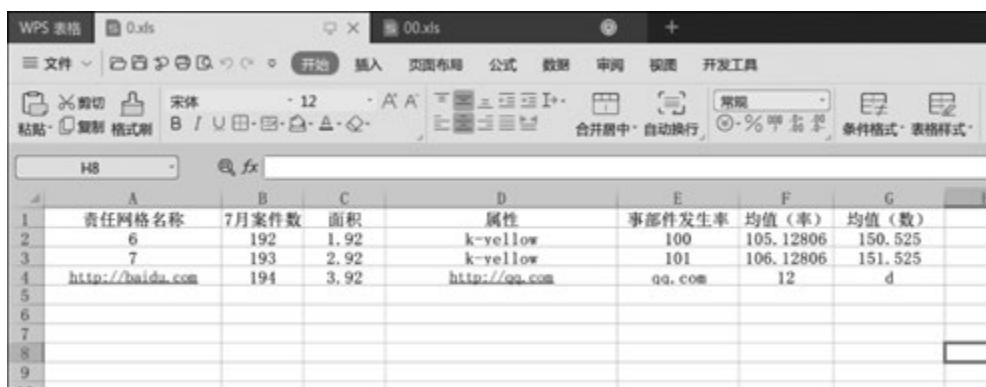 WPS 表格 0.xls 00.xls +
文件 开始 插入 页面布局 公式 数据 审阅 视图 开发工具
剪切 宋体 12 A A 常规
粘贴 复制 格式刷 B I U A 合并居中 自动换行 % 条件格式 表格样式
H8 fx
A B C D E F G
1 责任网格名称 7月案件数 面积 属性 事部件发生率 均值（率） 均值（数）
2 6 192 1.92 k-yellow 100 105.12806 150.525
3 7 193 2.92 k-yellow 101 106.12806 151.525
4 http://baidu.com 194 3.92 http://qq.com qq.com 12 d
5
6
7
8
9